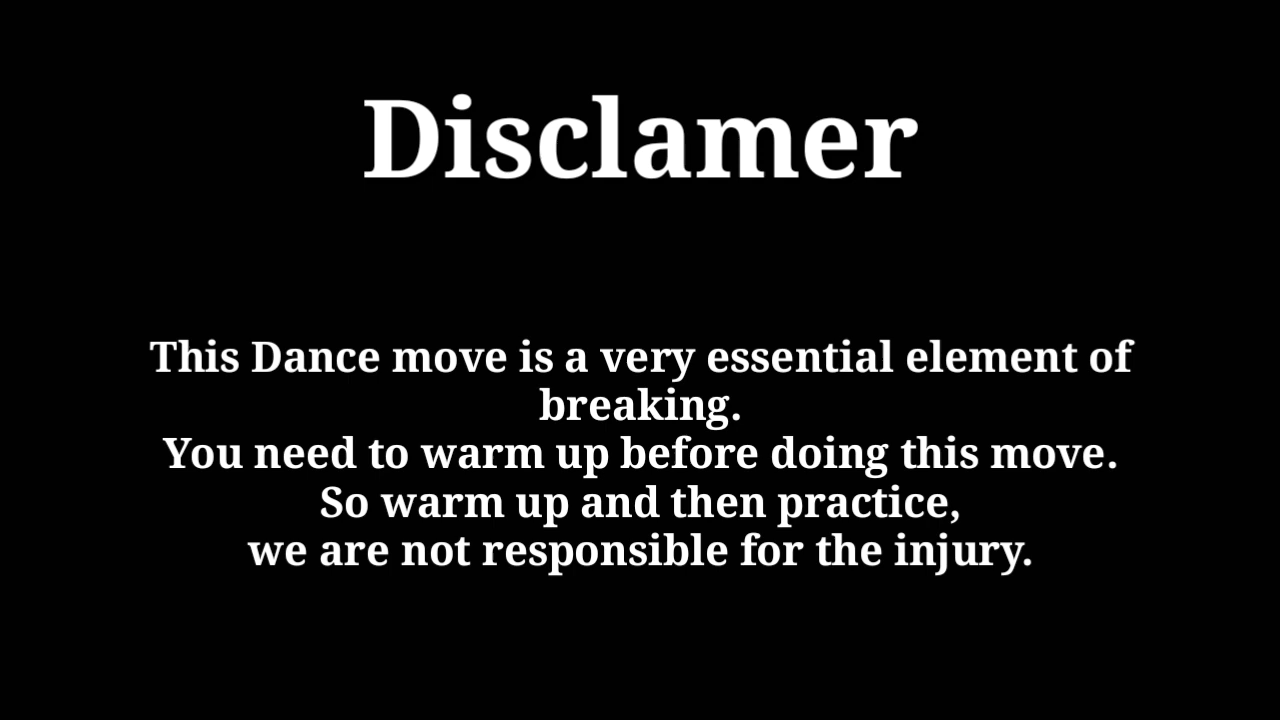 Disclamer
This Dance move is a very essential element of
breaking.
You need to warm up before doing this move.
So warm up and then practice,
we are not responsible for the injury.